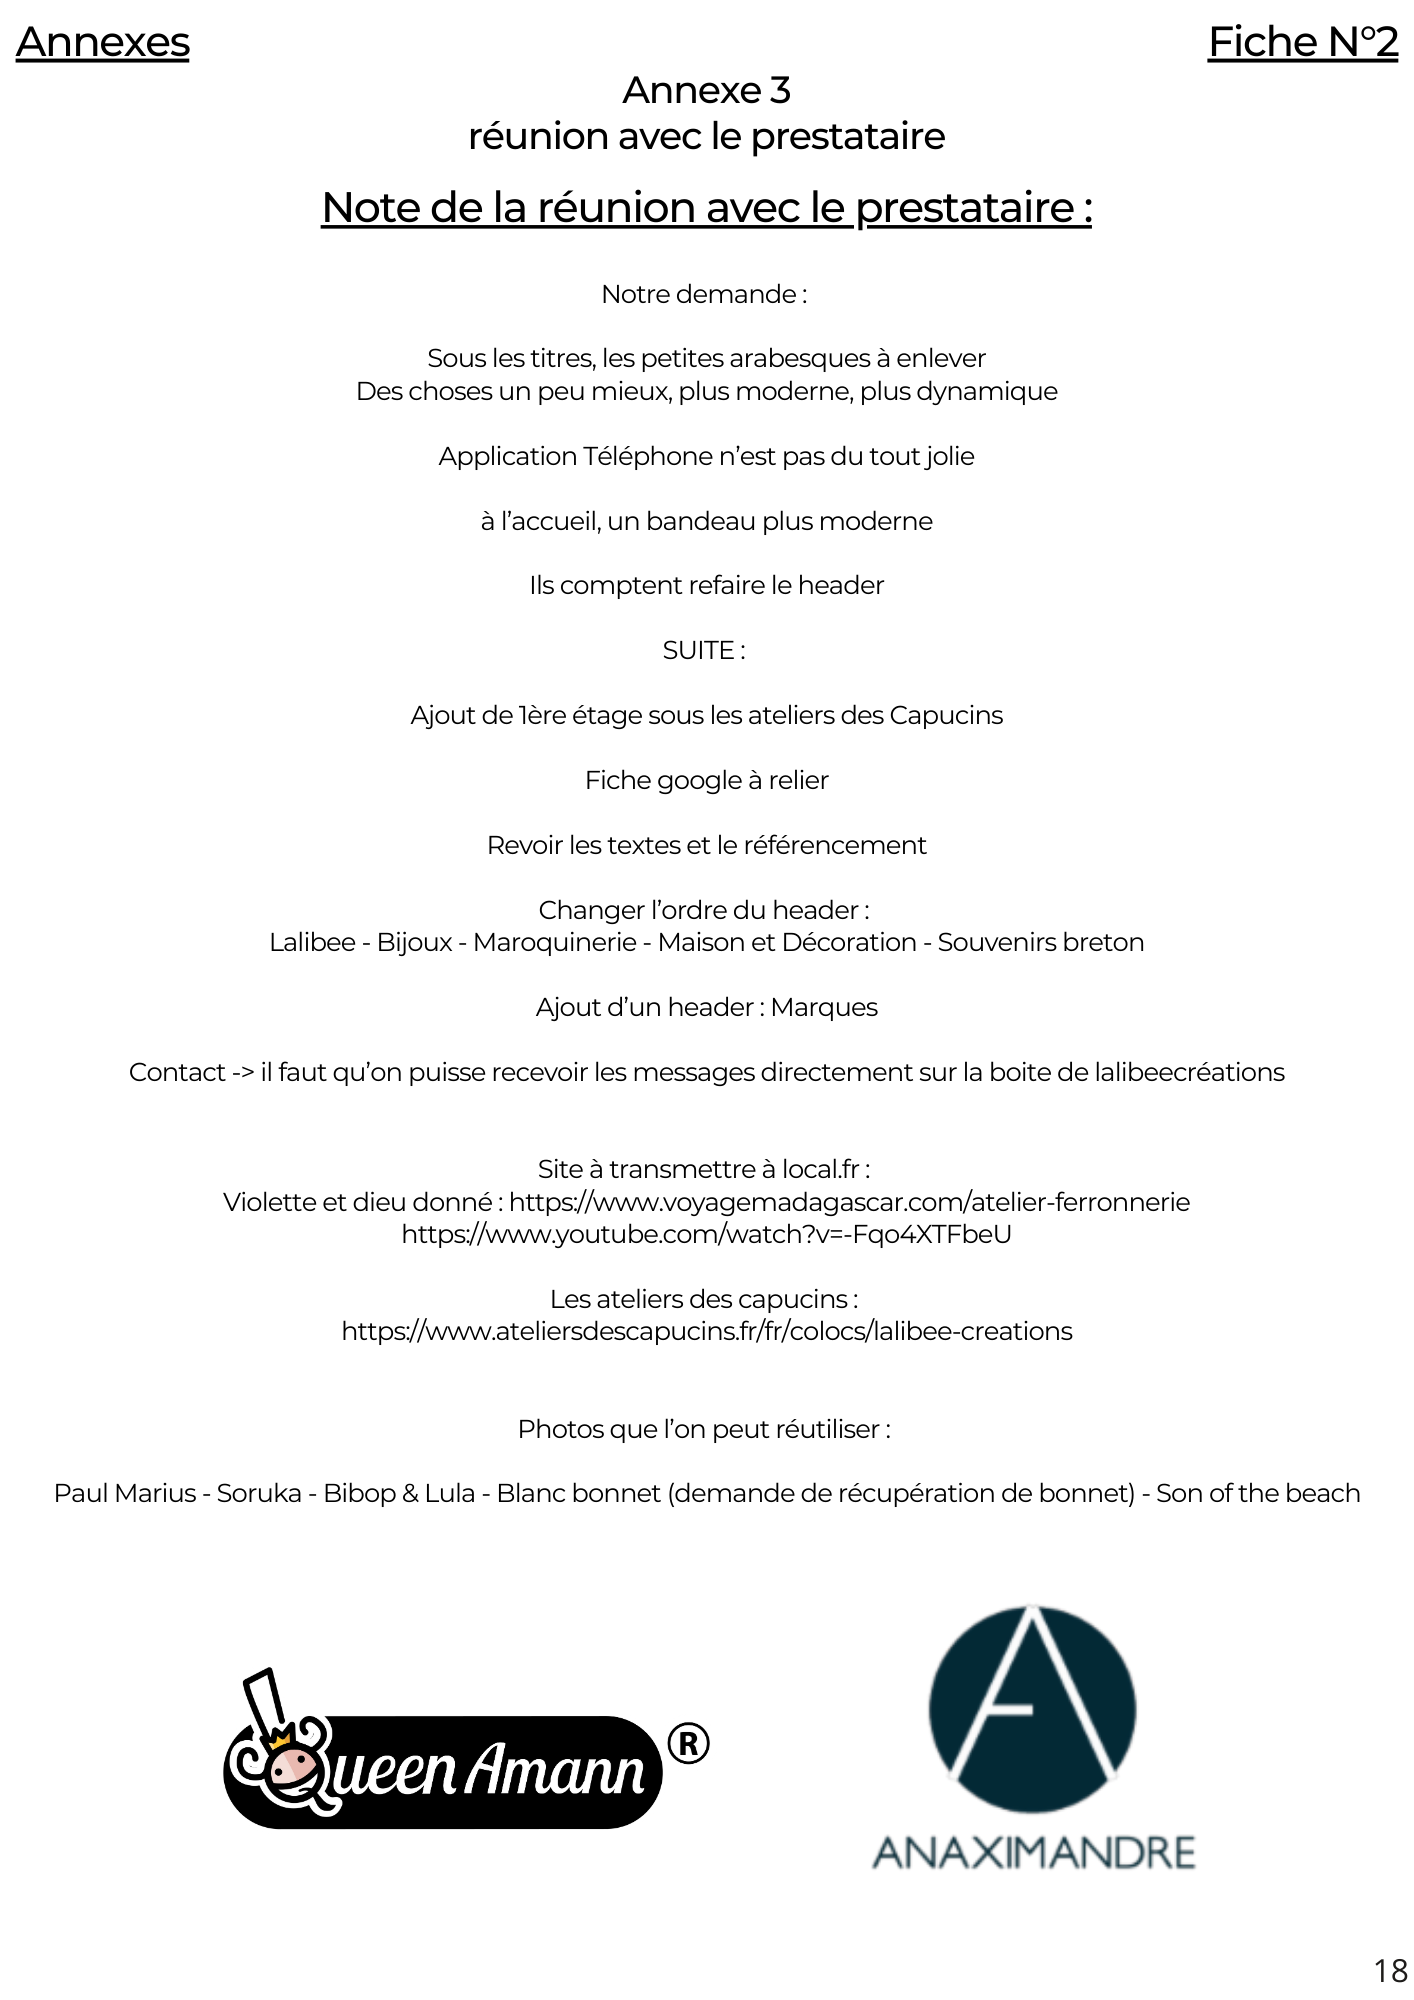 Annexes
Fiche N°2
Annexe 3
réunion avec le prestataire
Note de la réunion avec le prestataire :
Notre demande :
Sous les titres, les petites arabesques à enlever
Des choses un peu mieux, plus moderne, plus dynamique
Application Téléphone n’est pas du tout jolie
à l’accueil, un bandeau plus moderne
Ils comptent refaire le header
SUITE :
Ajout de 1ère étage sous les ateliers des Capucins
Fiche google à relier
Revoir les textes et le référencement
Changer l’ordre du header :
Lalibee - Bijoux - Maroquinerie - Maison et Décoration - Souvenirs breton
Ajout d’un header : Marques
Contact -> il faut qu’on puisse recevoir les messages directement sur la boite de lalibeecréations
Site à transmettre à local.fr :
Violette et dieu donné : https://www.voyagemadagascar.com/atelier-ferronnerie
https://www.youtube.com/watch?v=-Fqo4XTFbeU
Les ateliers des capucins :
https://www.ateliersdescapucins.fr/fr/colocs/lalibee-creations
Photos que l’on peut réutiliser :
Paul Marius - Soruka - Bibop & Lula - Blanc bonnet (demande de récupération de bonnet) - Son of the beach
Queen Amann ®
ANAXIMANDRE
18